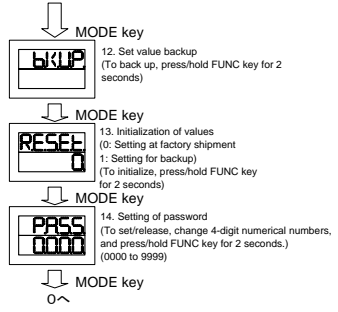 MODE key
bKUP
12. Set value backup
(To back up, press/hold FUNC key for 2
seconds)
MODE key
RESEt
0
13. Initialization of values
(0: Setting at factory shipment
1: Setting for backup)
(To initialize, press/hold FUNC key
for 2 seconds)
MODE key
PASS
0000
14. Setting of password
(To set/release, change 4-digit numerical numbers,
and press/hold FUNC key for 2 seconds.)
(0000 to 9999)
MODE key
0へ